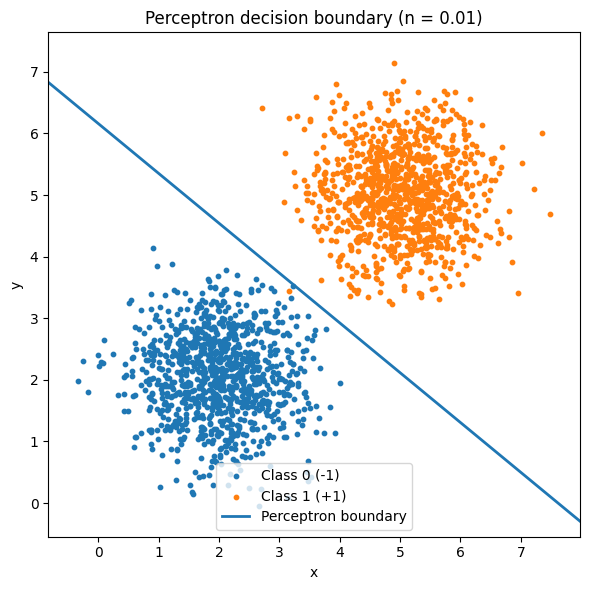 Perceptron decision boundary (n = 0.01)
y
7
6
5
4
3
2
1
0
Class 0 (-1)
Class 1 (+1)
Perceptron boundary
0 1 2 3 4 5 6 7
x